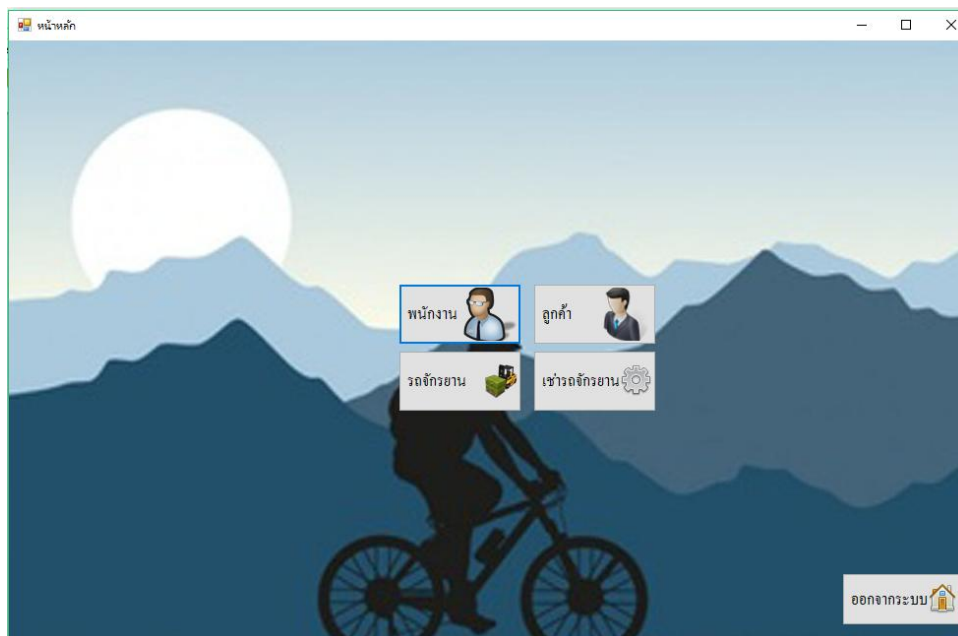 หน้าหลัก
พนักงาน
ลูกค้า
รถจักรยาน
เช่ารถจักรยาน
ออกจากระบบ